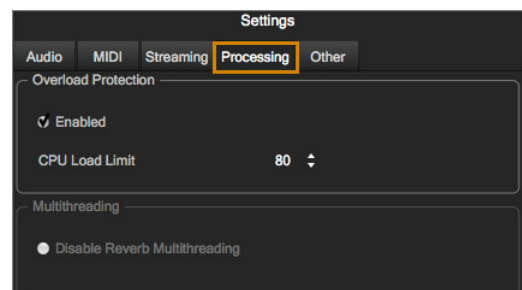 Settings
Audio MIDI Streaming Processing Other
Overload Protection
Enabled
CPU Load Limit 80
Multithreading
Disable Reverb Multithreading